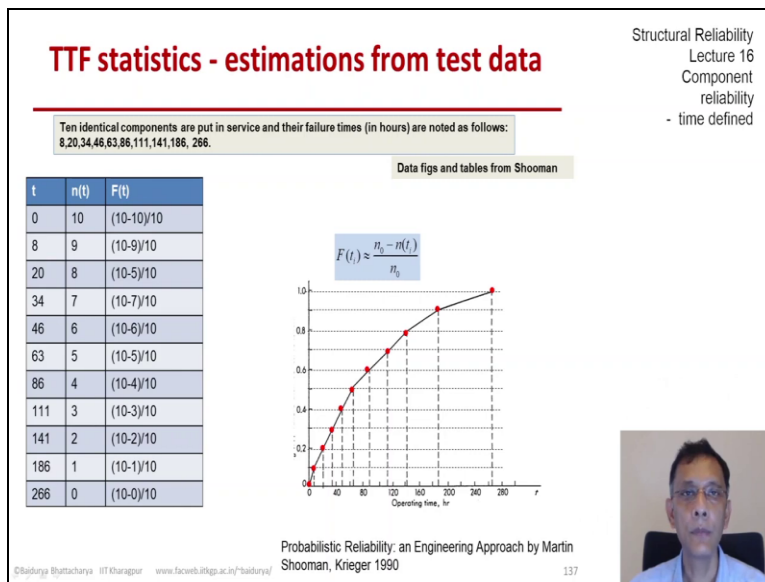 TTF statistics - estimations from test data
Structural Reliability
Lecture 16
Component
reliability
- time defined
Ten identical components are put in service and their failure times (in hours) are noted as follows:
8,20,34,46,63,86,111,141,186, 266.
Data figs and tables from Shooman
t n(t) F(t)
0 10 (10-10)/10
8 9 (10-9)/10
20 8 (10-5)/10
34 7 (10-7)/10
46 6 (10-6)/10
63 5 (10-5)/10
86 4 (10-4)/10
111 3 (10-3)/10
141 2 (10-2)/10
186 1 (10-1)/10
266 0 (10-0)/10
F(t_i) ≈ (n_0 − n(t_i)) / n_0
1.0
0.8
0.6
0.4
0.2
0
0 40 80 120 160 200 240 280 t
Operating time, hr
Probabilistic Reliability: an Engineering Approach by Martin
Shooman, Krieger 1990
©Baidurya Bhattacharya IIT Kharagpur www.facweb.iitkgp.ac.in/~baidurya/
137